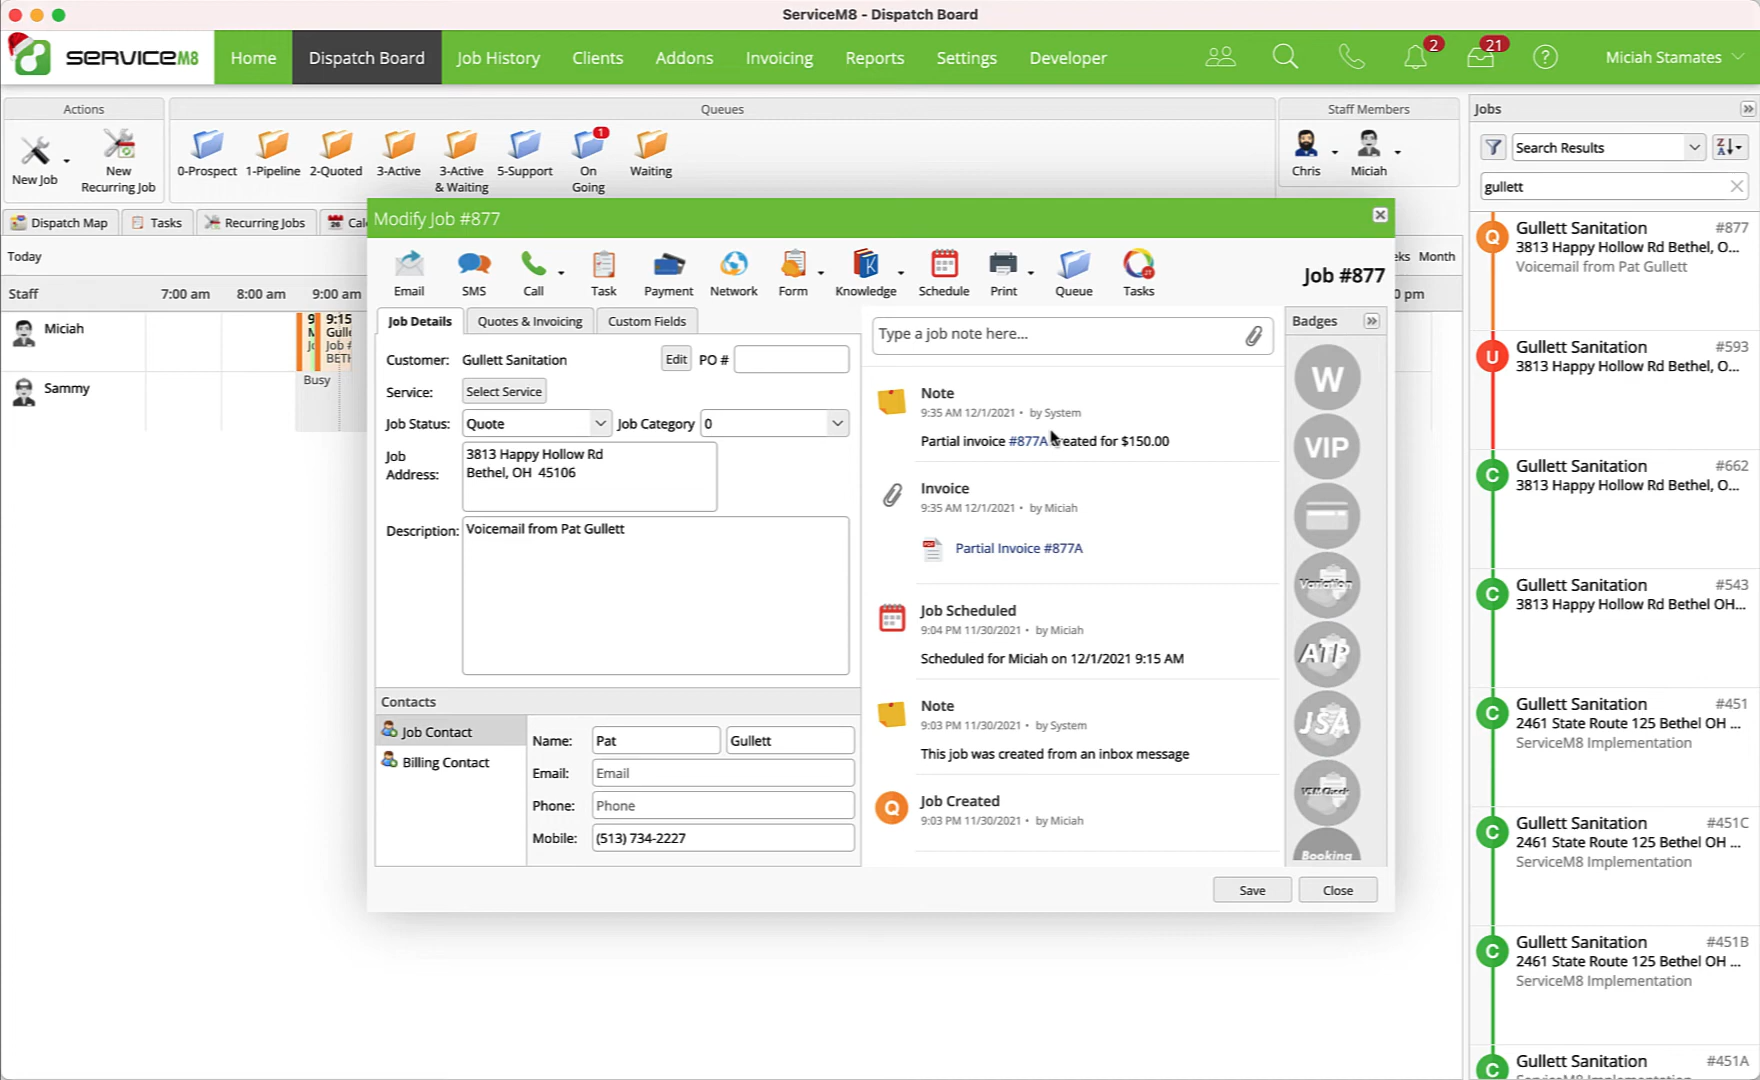 ServiceM8 - Dispatch Board
SERVICE M8
Home
Dispatch Board
Job History
Clients
Addons
Invoicing
Reports
Settings
Developer
2
21
?
Miciah Stamates
Actions
Queues
Staff Members
Jobs
New Job
New
Recurring Job
0-Prospect
1-Pipeline
2-Quoted
3-Active
3-Active
& Waiting
5-Support
1
On
Going
Waiting
Chris
Miciah
Search Results
gullett
Dispatch Map
Tasks
Recurring Jobs
Today
Month
Staff
7:00 am
8:00 am
9:00 am
0 pm
Miciah
9:15
Job #
BETH
Busy
Sammy
Modify Job #877
Email
SMS
Call
Task
Payment
Network
Form
Knowledge
Schedule
Print
Queue
Tasks
Job #877
Job Details
Quotes & Invoicing
Custom Fields
Customer:
Gullett Sanitation
Edit
PO #
Service:
Select Service
Job Status:
Quote
Job Category
0
Job
Address:
3813 Happy Hollow Rd
Bethel, OH  45106
Description:
Voicemail from Pat Gullett
Contacts
Job Contact
Billing Contact
Name:
Pat
Gullett
Email:
Email
Phone:
Phone
Mobile:
(513) 734-2227
Type a job note here...
Note
9:35 AM 12/1/2021 • by System
Partial invoice #877A created for $150.00
Invoice
9:35 AM 12/1/2021 • by Miciah
PDF
Partial Invoice #877A
Job Scheduled
9:04 PM 11/30/2021 • by Miciah
Scheduled for Miciah on 12/1/2021 9:15 AM
Note
9:03 PM 11/30/2021 • by System
This job was created from an inbox message
Q
Job Created
9:03 PM 11/30/2021 • by Miciah
Badges
W
VIP
Variation
ATP
JSA
Booking
Save
Close
Q
Gullett Sanitation
#877
3813 Happy Hollow Rd Bethel, O...
Voicemail from Pat Gullett
U
Gullett Sanitation
#593
3813 Happy Hollow Rd Bethel, O...
C
Gullett Sanitation
#662
3813 Happy Hollow Rd Bethel, O...
C
Gullett Sanitation
#543
3813 Happy Hollow Rd Bethel OH...
C
Gullett Sanitation
#451
2461 State Route 125 Bethel OH ...
ServiceM8 Implementation
C
Gullett Sanitation
#451C
2461 State Route 125 Bethel OH ...
ServiceM8 Implementation
C
Gullett Sanitation
#451B
2461 State Route 125 Bethel OH ...
ServiceM8 Implementation
C
Gullett Sanitation
#451A